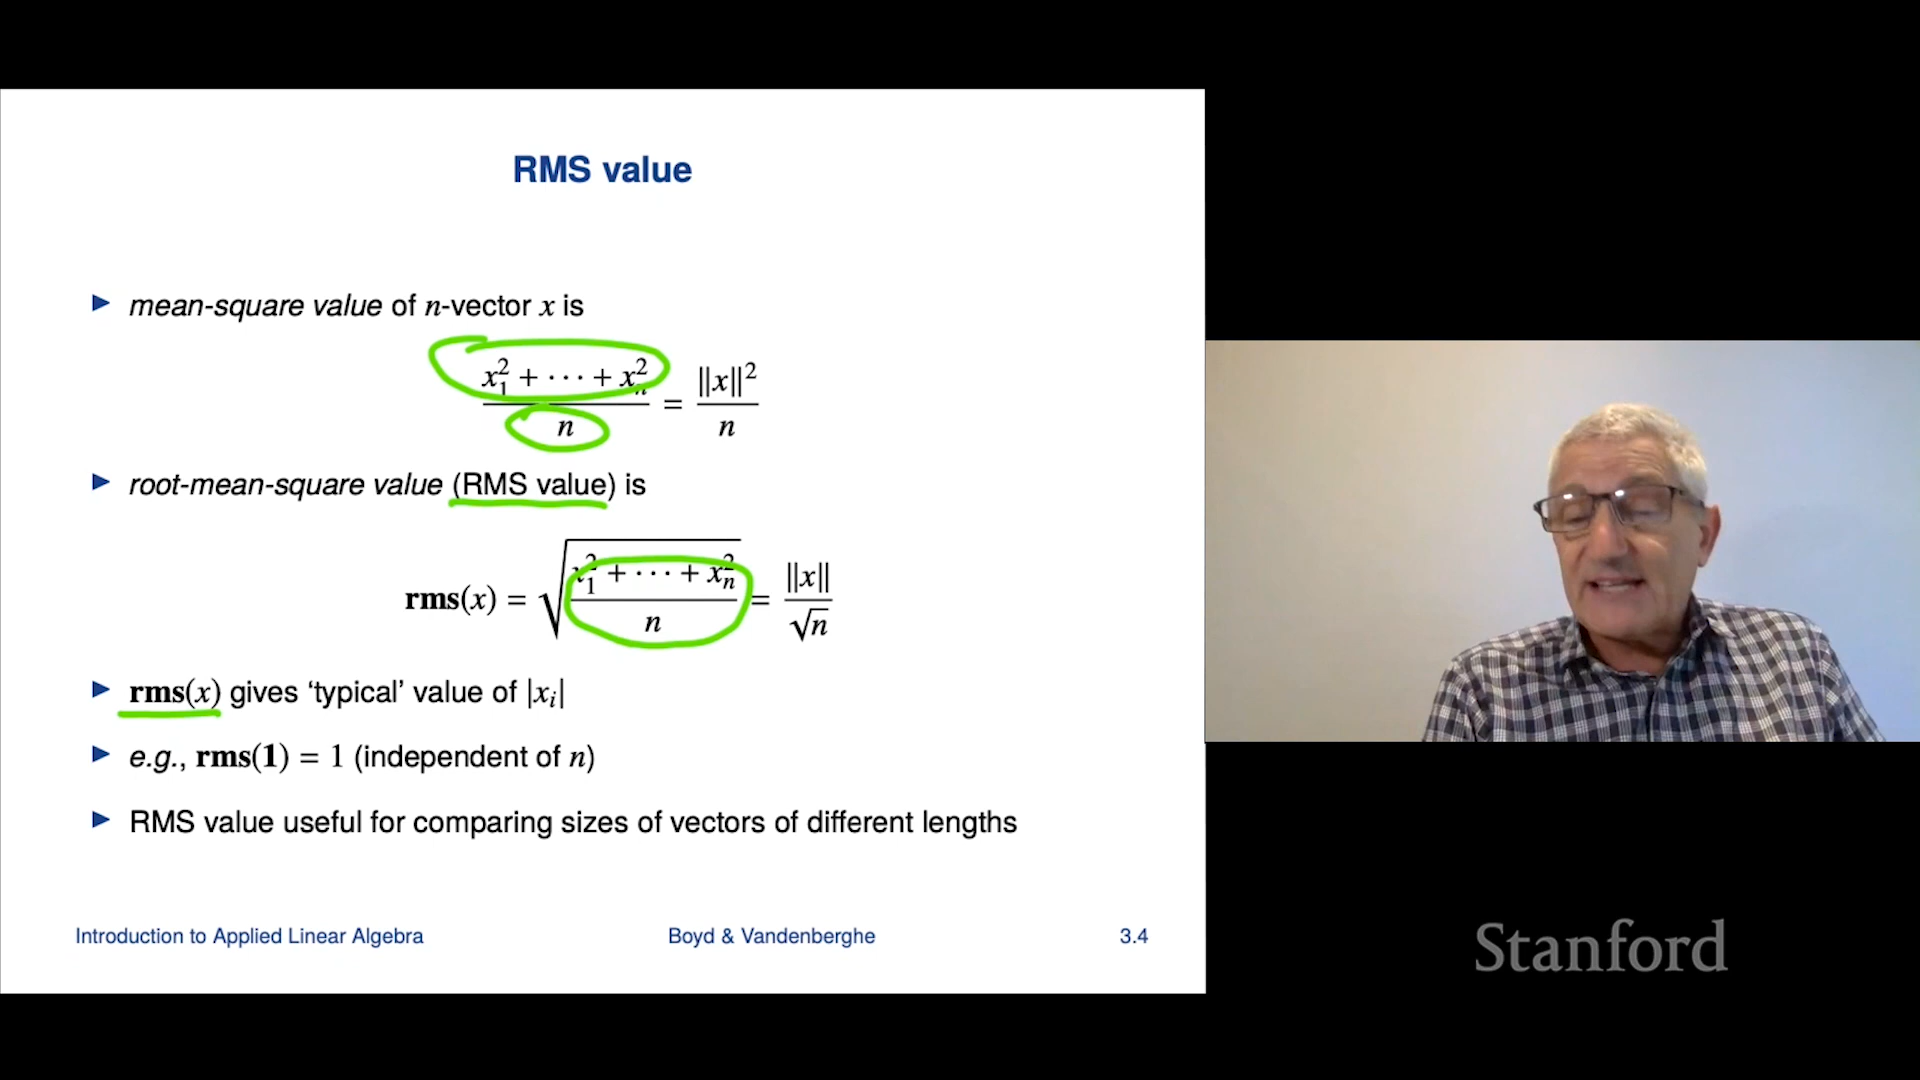 RMS value
▶ mean-square value of n-vector x is
x₁² + · · · + xₙ² / n = ‖x‖² / n
▶ root-mean-square value (RMS value) is
rms(x) = √((x₁² + · · · + xₙ²) / n) = ‖x‖ / √n
▶ rms(x) gives ‘typical’ value of |xᵢ|
▶ e.g., rms(1) = 1 (independent of n)
▶ RMS value useful for comparing sizes of vectors of different lengths
Introduction to Applied Linear Algebra Boyd & Vandenberghe 3.4
Stanford